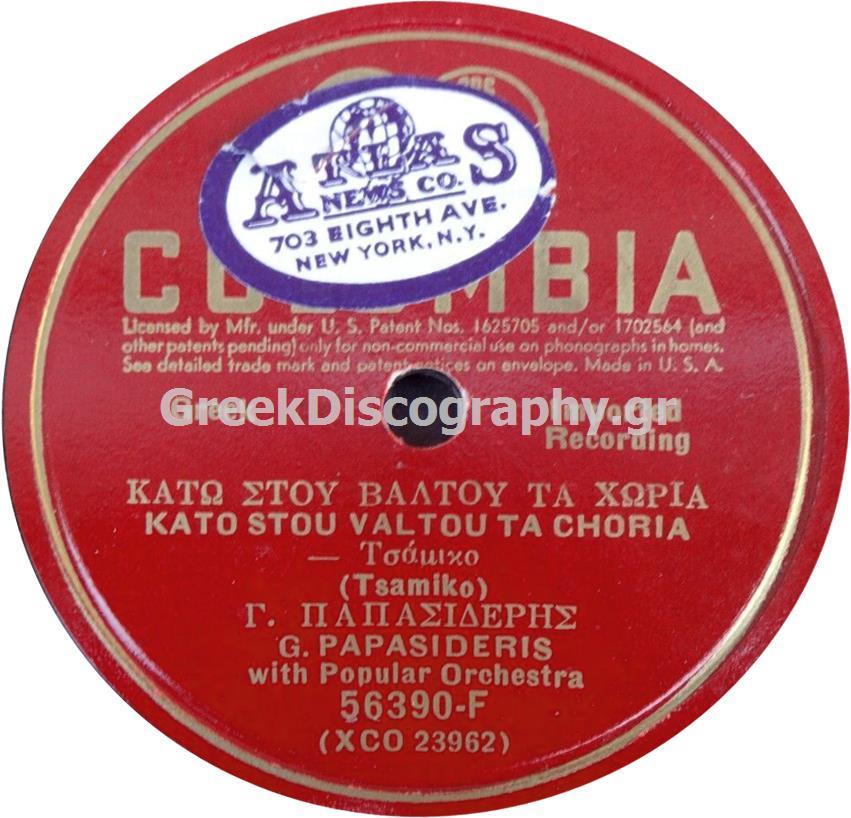 CBS
ATLAS
NEWS CO.
703 EIGHTH AVE.
NEW YORK, N.Y.
COLUMBIA
Licensed by Mfr. under U. S. Patent Nos. 1625705 and/or 1702564 (and
other patents pending) only for non-commercial use on phonographs in homes.
See detailed trade mark and patent notices on envelope. Made in U. S. A.
GreekDiscography.gr
Greek
Imported
Recording
ΚΑΤΩ ΣΤΟΥ ΒΑΛΤΟΥ ΤΑ ΧΩΡΙΑ
KATO STOU VALTOU TA CHORIA
— Τσάμικο
(Tsamiko)
Γ. ΠΑΠΑΣΙΔΕΡΗΣ
G. PAPASIDERIS
with Popular Orchestra
56390-F
(XCO 23962)